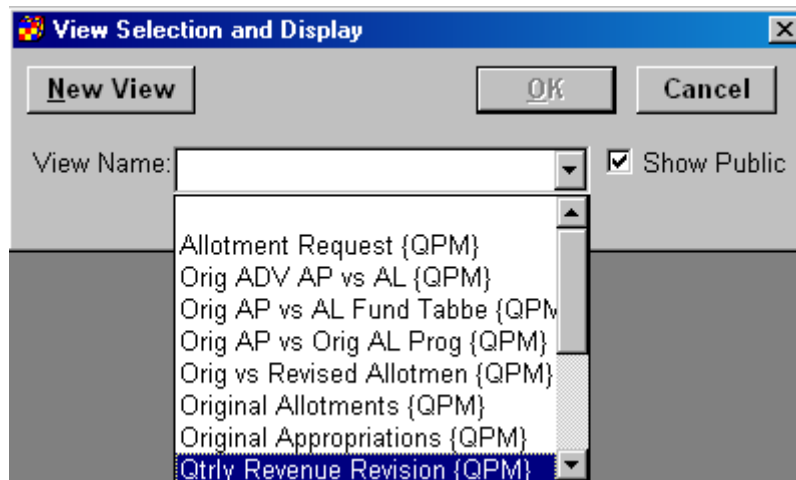 View Selection and Display
New View OK Cancel
View Name: Show Public
Allotment Request {QPM}
Orig ADV AP vs AL {QPM}
Orig AP vs AL Fund Tabbe {QPM
Orig AP vs Orig AL Prog {QPM}
Orig vs Revised Allotmen {QPM}
Original Allotments {QPM}
Original Appropriations {QPM}
Qtrly Revenue Revision {QPM}